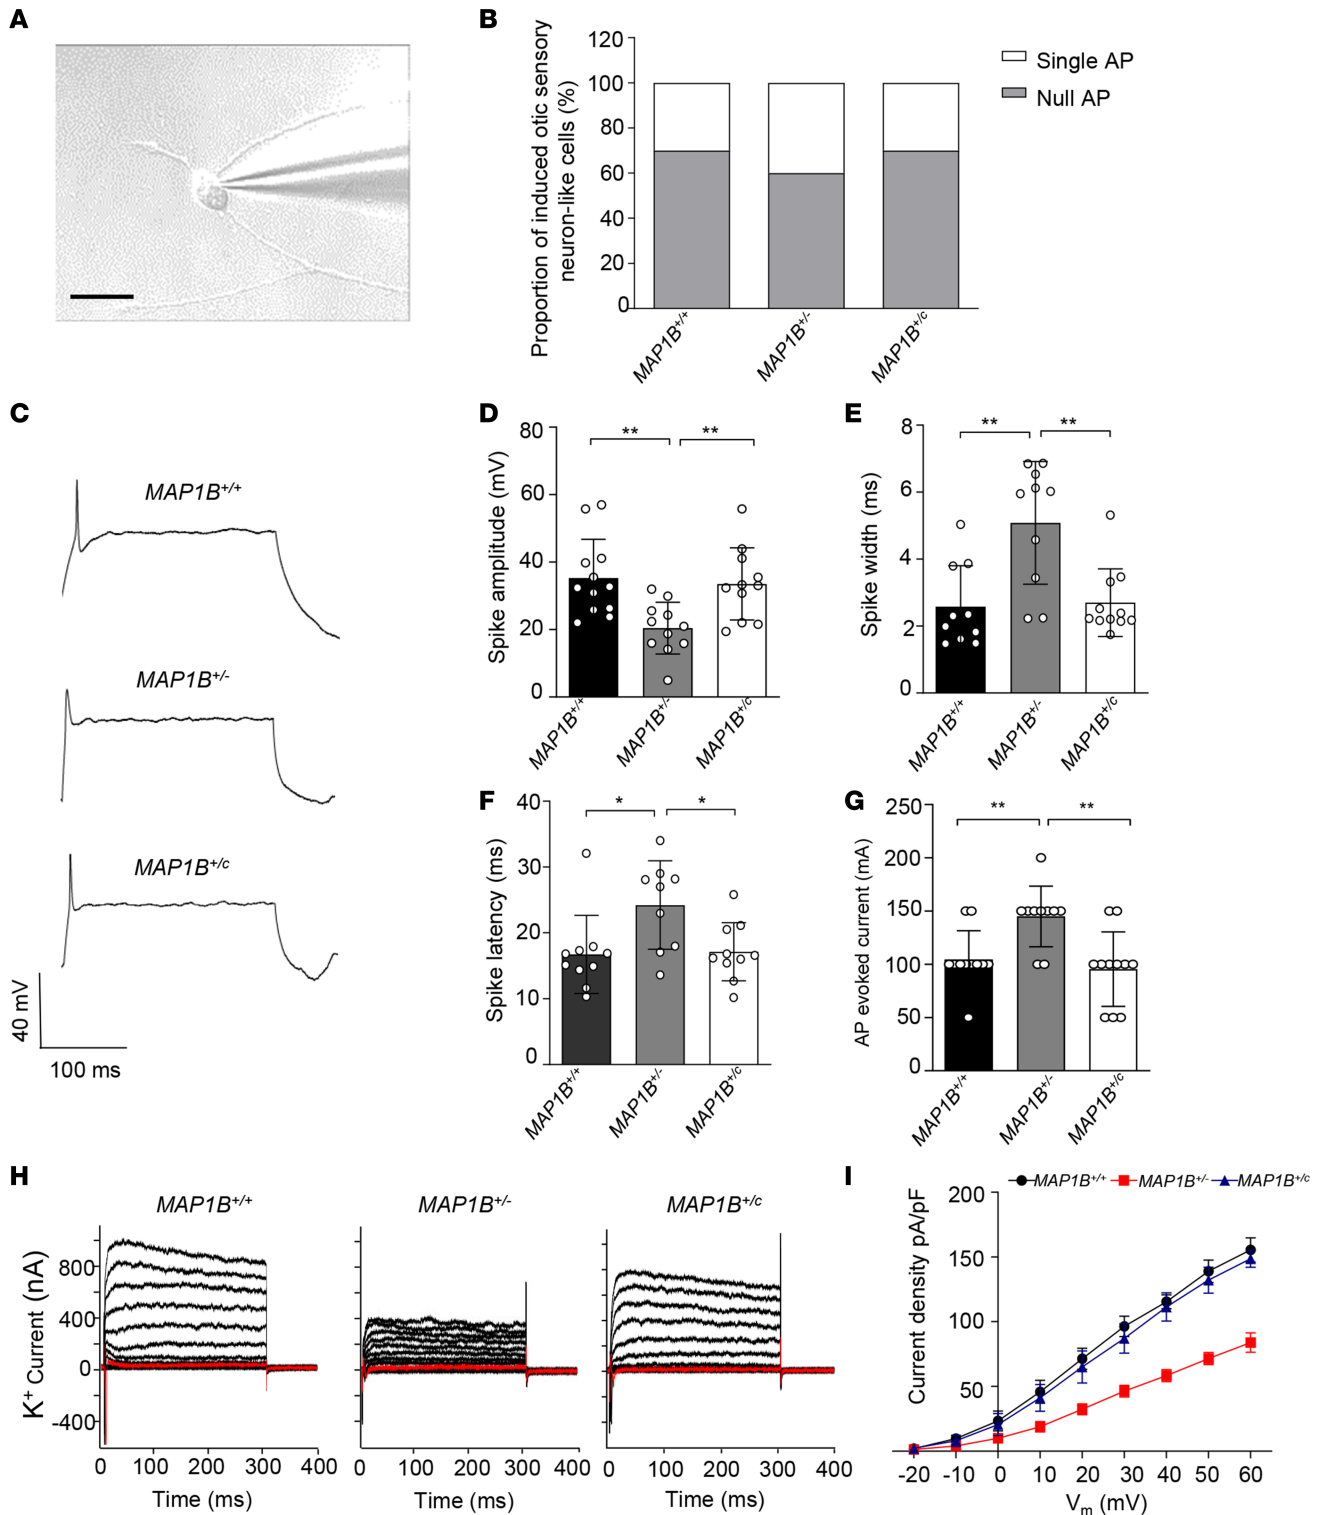 A
B
Proportion of induced otic sensory
neuron-like cells (%)
120
100
80
60
40
20
0
MAP1B+/+
MAP1B+/-
MAP1B+/c
Single AP
Null AP
C
MAP1B+/+
MAP1B+/-
MAP1B+/c
40 mV
100 ms
D
Spike amplitude (mV)
80
60
40
20
0
**
**
MAP1B+/+
MAP1B+/-
MAP1B+/c
E
Spike width (ms)
8
6
4
2
0
**
**
MAP1B+/+
MAP1B+/-
MAP1B+/c
F
Spike latency (ms)
40
30
20
10
0
*
*
MAP1B+/+
MAP1B+/-
MAP1B+/c
G
AP evoked current (mA)
250
200
150
100
50
0
**
**
MAP1B+/+
MAP1B+/-
MAP1B+/c
H
MAP1B+/+
MAP1B+/-
MAP1B+/c
K+ Current (nA)
800
400
0
-400
0 100 200 300 400
0 100 200 300 400
0 100 200 300 400
Time (ms)
Time (ms)
Time (ms)
I
MAP1B+/+
MAP1B+/-
MAP1B+/c
Current density pA/pF
200
150
100
50
-20 -10 0 10 20 30 40 50 60
Vm (mV)